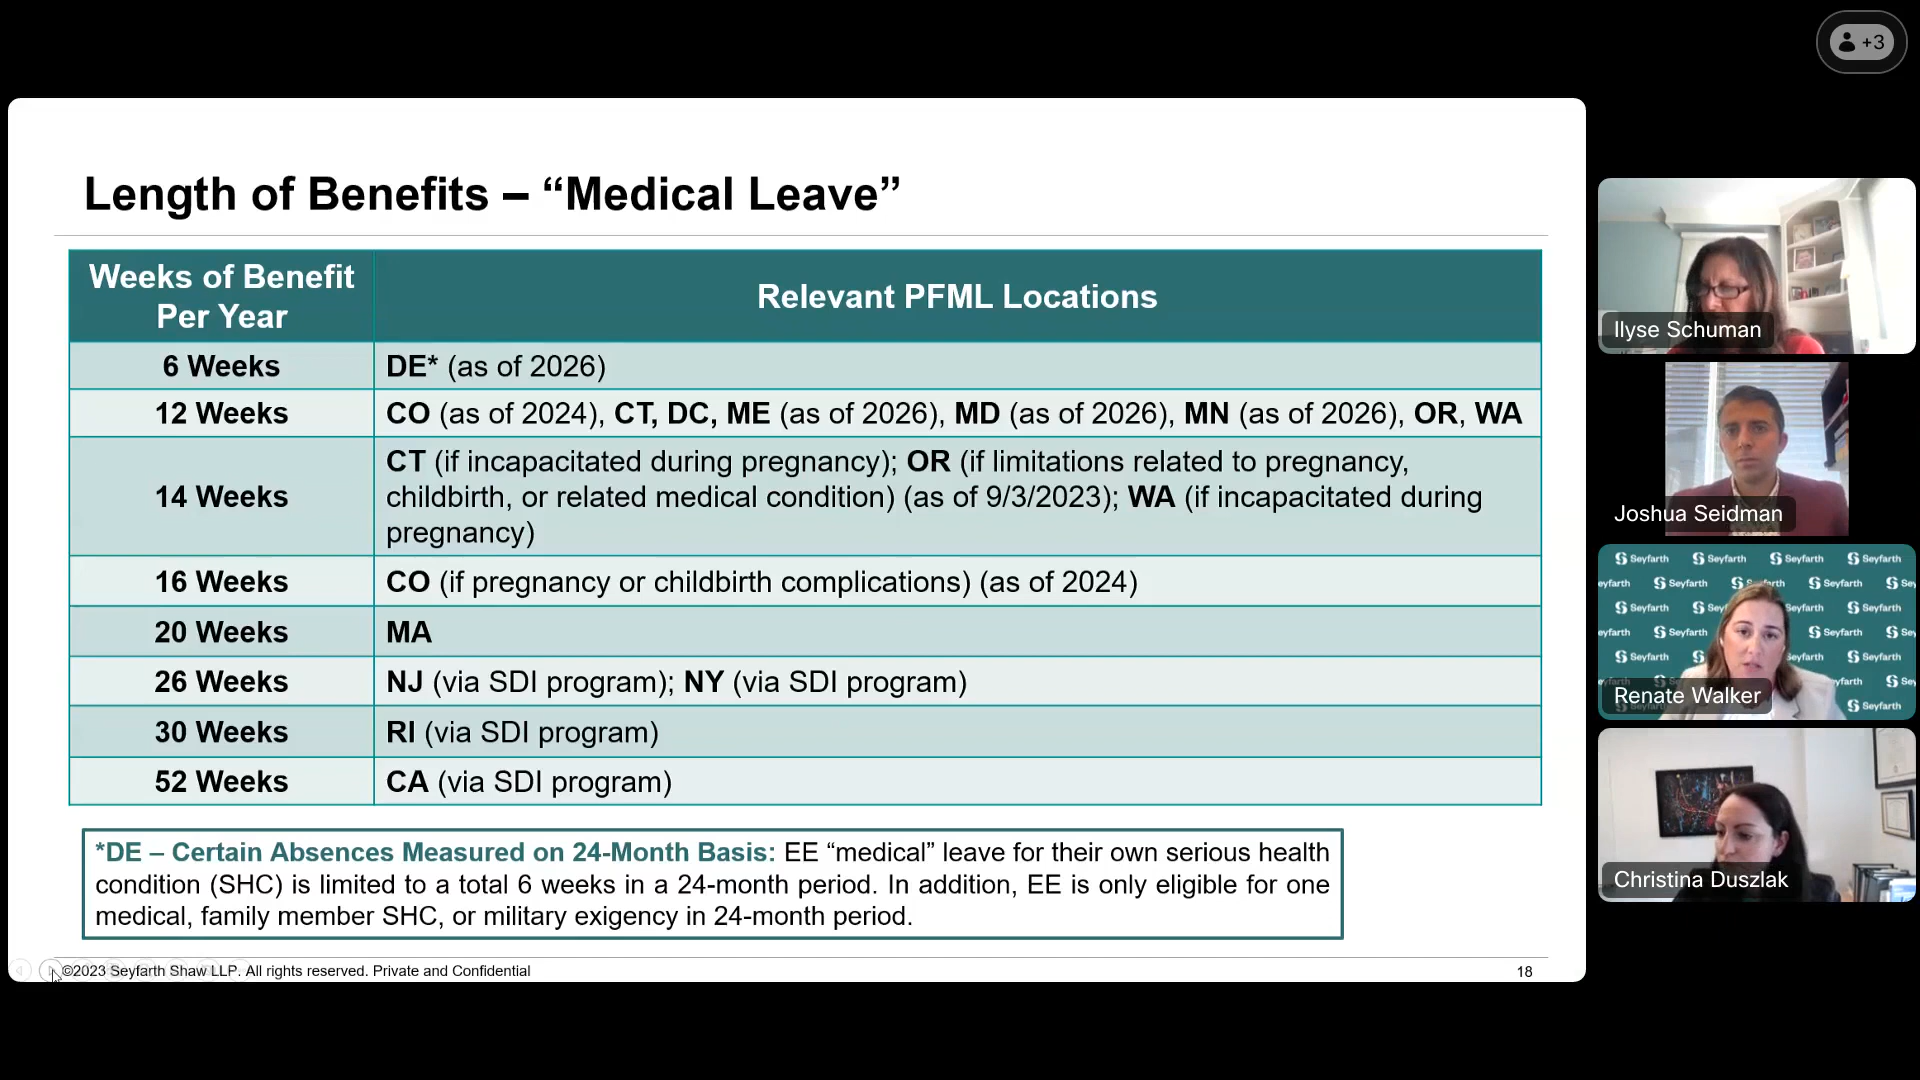 +3
Length of Benefits – “Medical Leave”
Weeks of Benefit
Per Year
Relevant PFML Locations
6 Weeks
DE* (as of 2026)
12 Weeks
CO (as of 2024), CT, DC, ME (as of 2026), MD (as of 2026), MN (as of 2026), OR, WA
14 Weeks
CT (if incapacitated during pregnancy); OR (if limitations related to pregnancy,
childbirth, or related medical condition) (as of 9/3/2023); WA (if incapacitated during
pregnancy)
16 Weeks
CO (if pregnancy or childbirth complications) (as of 2024)
20 Weeks
MA
26 Weeks
NJ (via SDI program); NY (via SDI program)
30 Weeks
RI (via SDI program)
52 Weeks
CA (via SDI program)
*DE – Certain Absences Measured on 24-Month Basis: EE “medical” leave for their own serious health
condition (SHC) is limited to a total 6 weeks in a 24-month period. In addition, EE is only eligible for one
medical, family member SHC, or military exigency in 24-month period.
©2023 Seyfarth Shaw LLP. All rights reserved. Private and Confidential
18
Ilyse Schuman
Joshua Seidman
Seyfarth Seyfarth Seyfarth Seyfarth
Renate Walker
Christina Duszlak